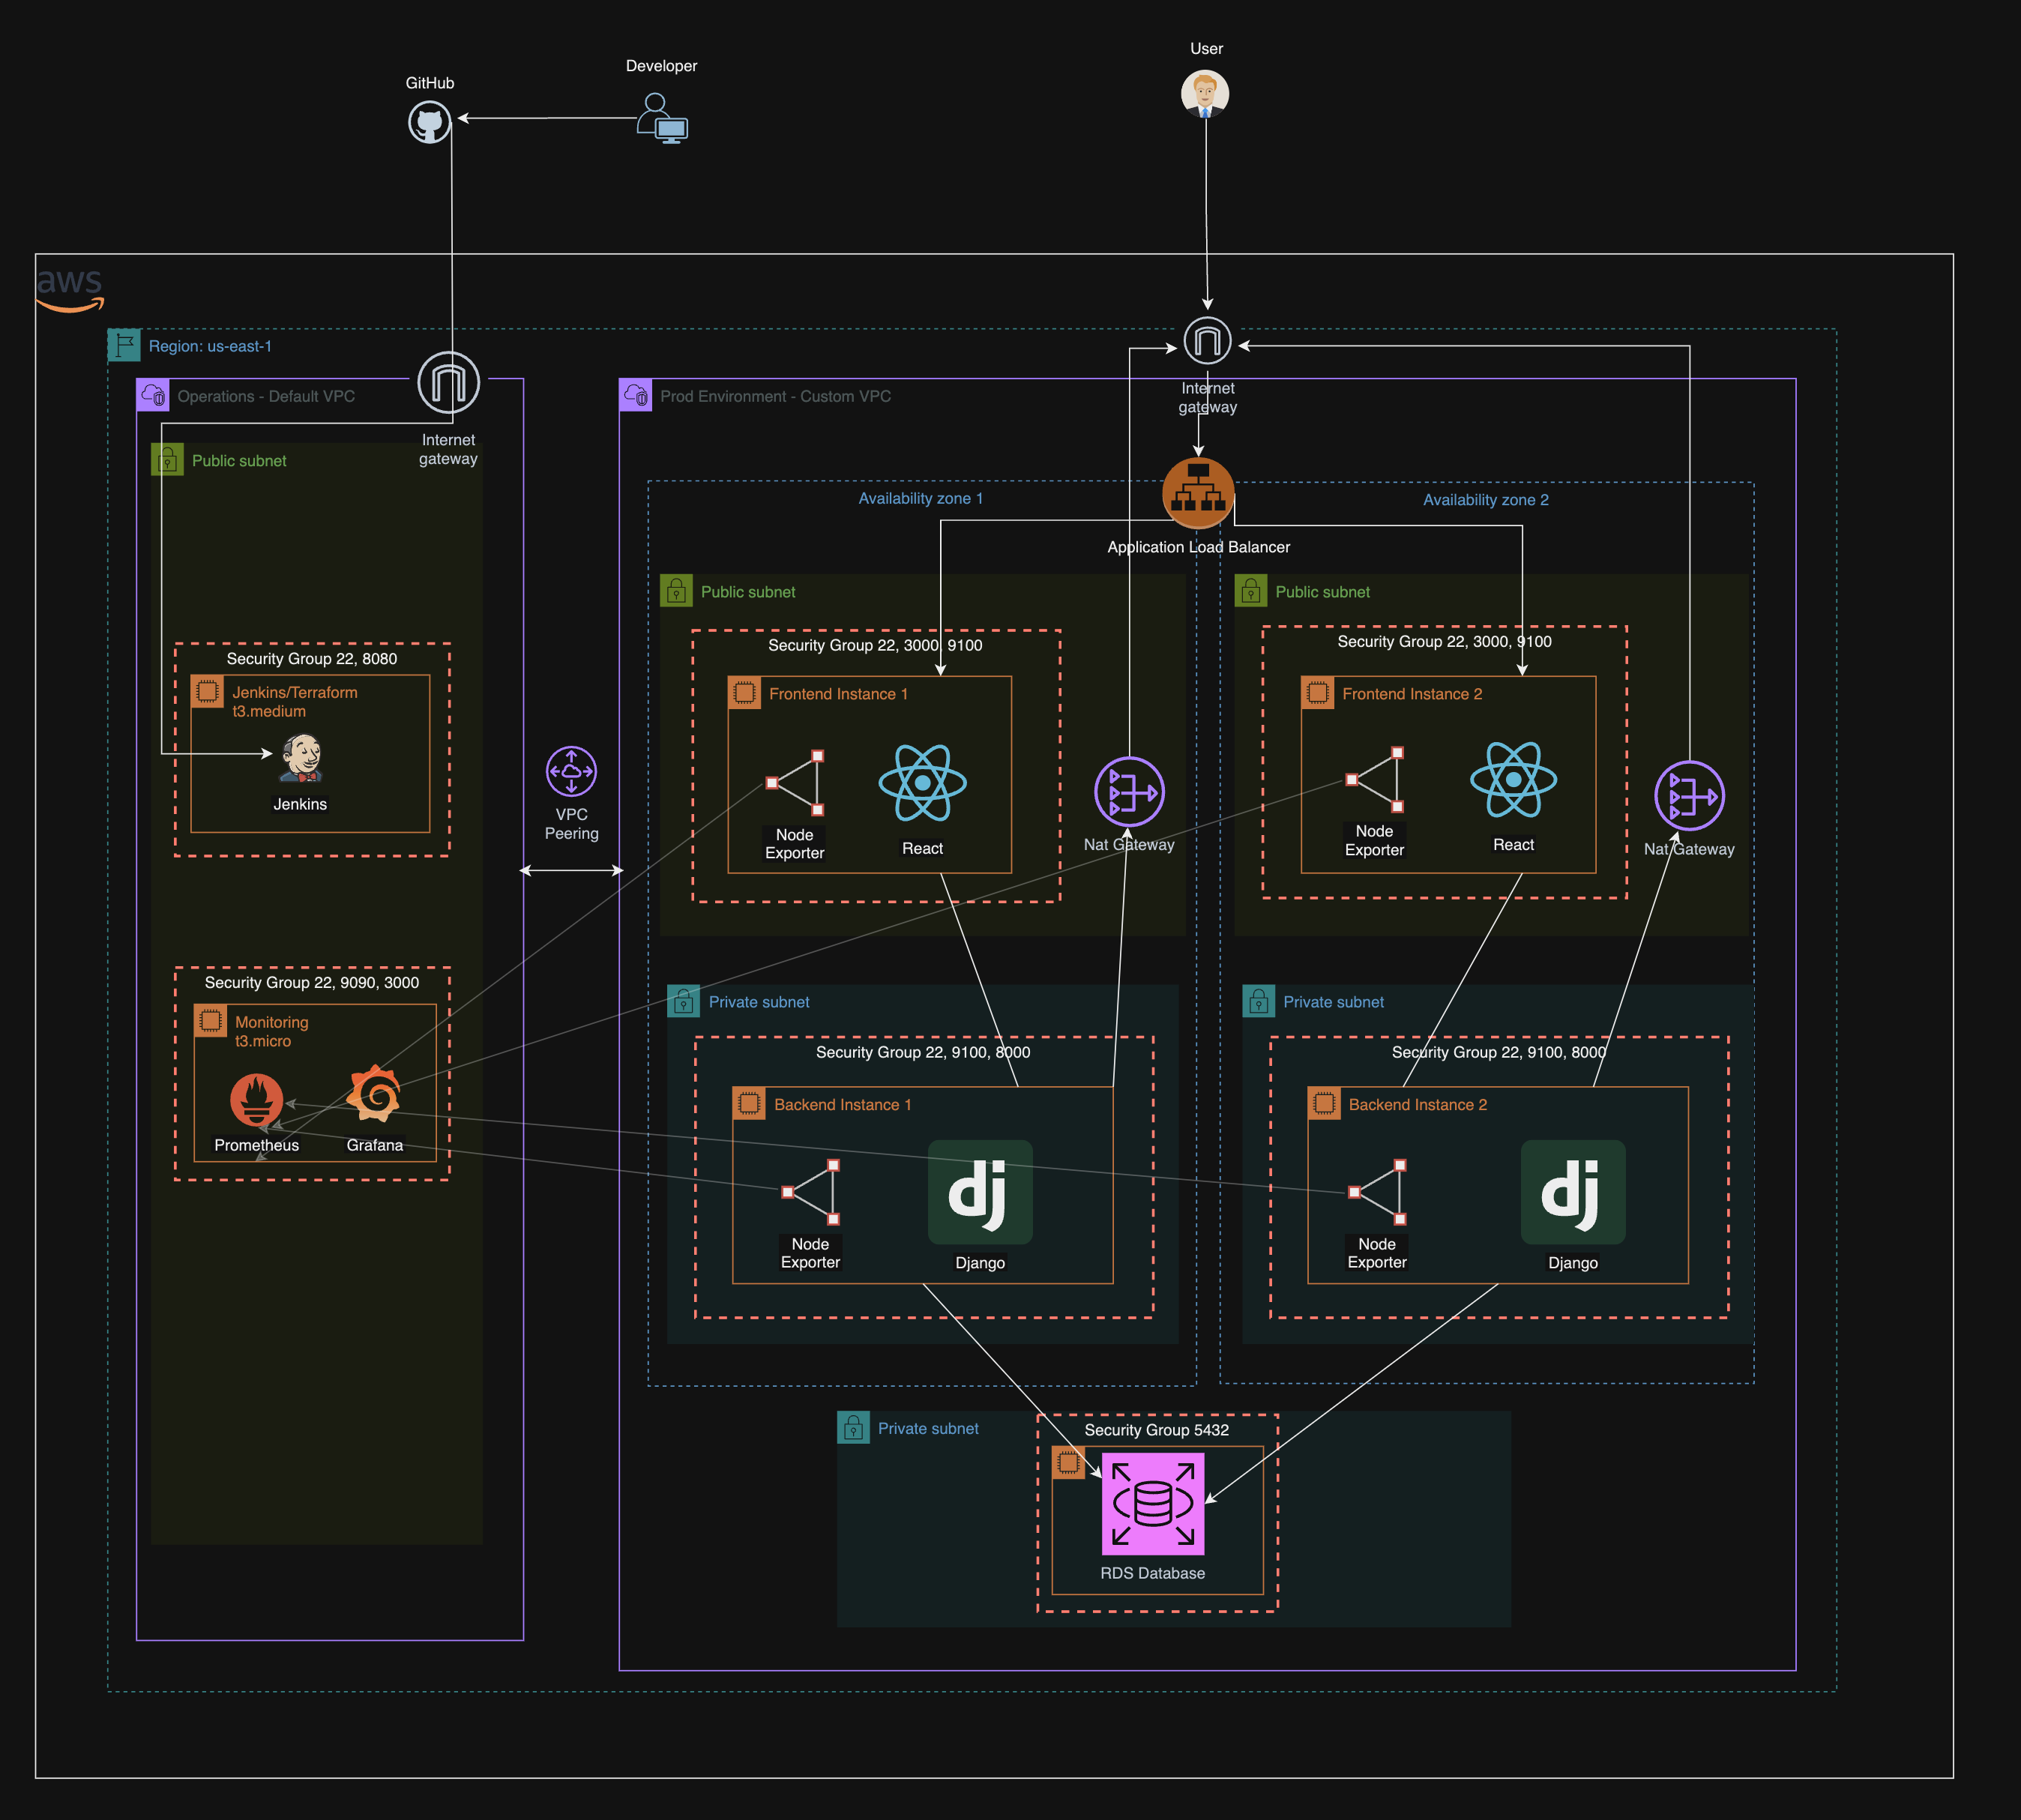 User
Developer
GitHub
aws
Region: us-east-1
Operations - Default VPC
Internet
gateway
Public subnet
Security Group 22, 8080
Jenkins/Terraform
t3.medium
Jenkins
Security Group 22, 9090, 3000
Monitoring
t3.micro
Prometheus
Grafana
VPC
Peering
Prod Environment - Custom VPC
Internet
gateway
Application Load Balancer
Availability zone 1
Public subnet
Security Group 22, 3000, 9100
Frontend Instance 1
Node
Exporter
React
Nat Gateway
Private subnet
Security Group 22, 9100, 8000
Backend Instance 1
Node
Exporter
dj
Django
Availability zone 2
Public subnet
Security Group 22, 3000, 9100
Frontend Instance 2
Node
Exporter
React
Nat Gateway
Private subnet
Security Group 22, 9100, 8000
Backend Instance 2
Node
Exporter
dj
Django
Private subnet
Security Group 5432
RDS Database